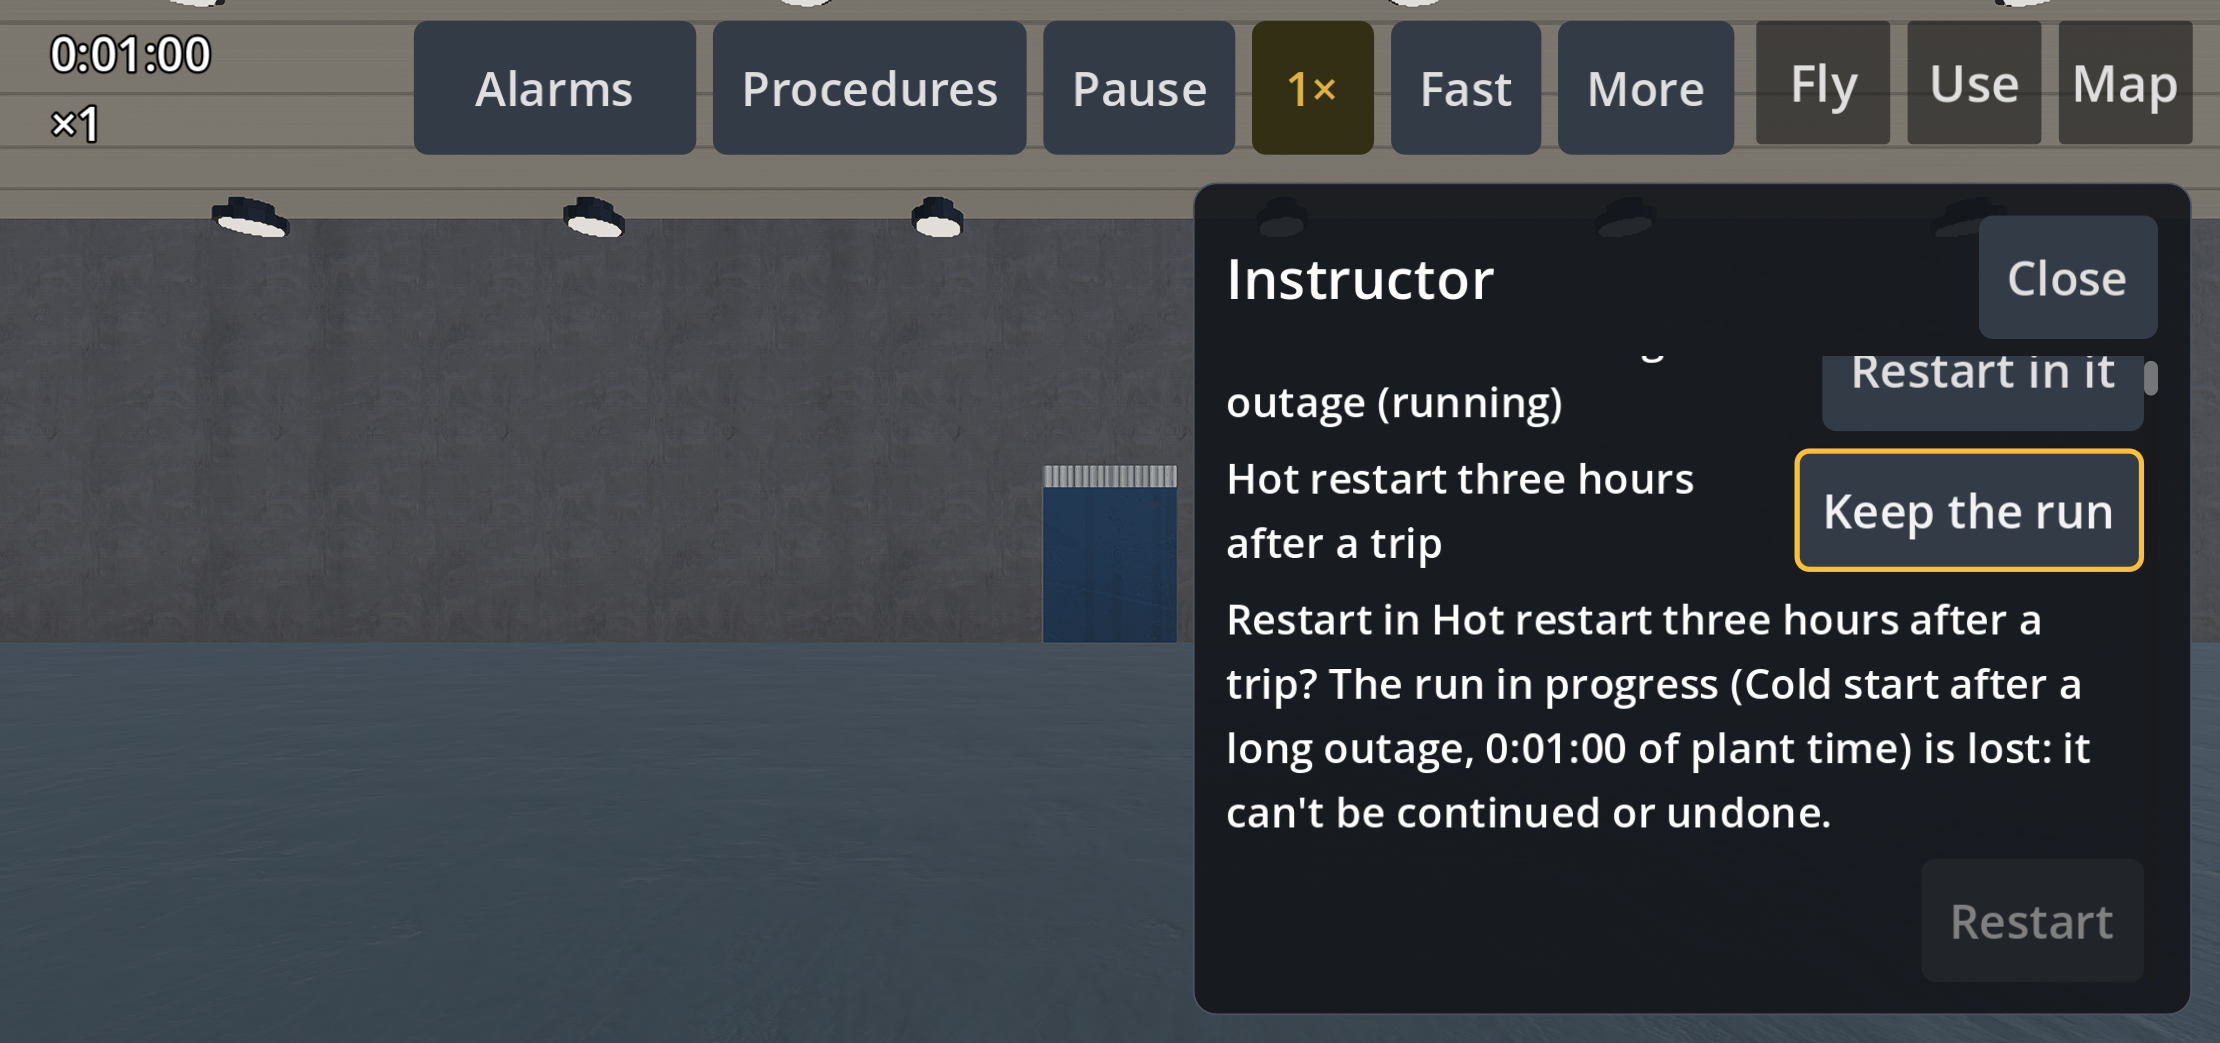 0:01:00
×1
Alarms
Procedures
Pause
1×
Fast
More
Fly
Use
Map
Instructor
Close
outage (running)
Restart in it
Hot restart three hours
after a trip
Keep the run
Restart in Hot restart three hours after a
trip? The run in progress (Cold start after a
long outage, 0:01:00 of plant time) is lost: it
can't be continued or undone.
Restart